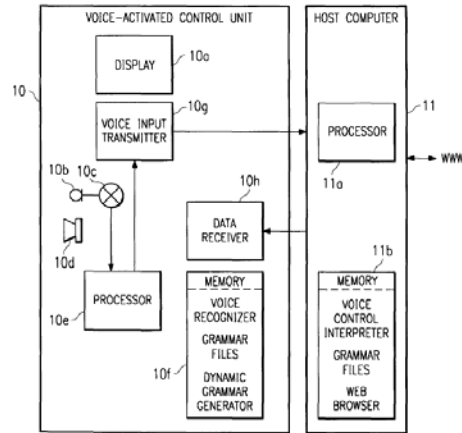 VOICE-ACTIVATED CONTROL UNIT
HOST COMPUTER
DISPLAY
10a
10
VOICE INPUT
TRANSMITTER
10g
11
PROCESSOR
11a
WWW
10b
10c
10h
DATA
RECEIVER
10d
PROCESSOR
10e
MEMORY
VOICE
RECOGNIZER
GRAMMAR
FILES
DYNAMIC
GRAMMAR
GENERATOR
10f
11b
MEMORY
VOICE
CONTROL
INTERPRETER
GRAMMAR
FILES
WEB
BROWSER